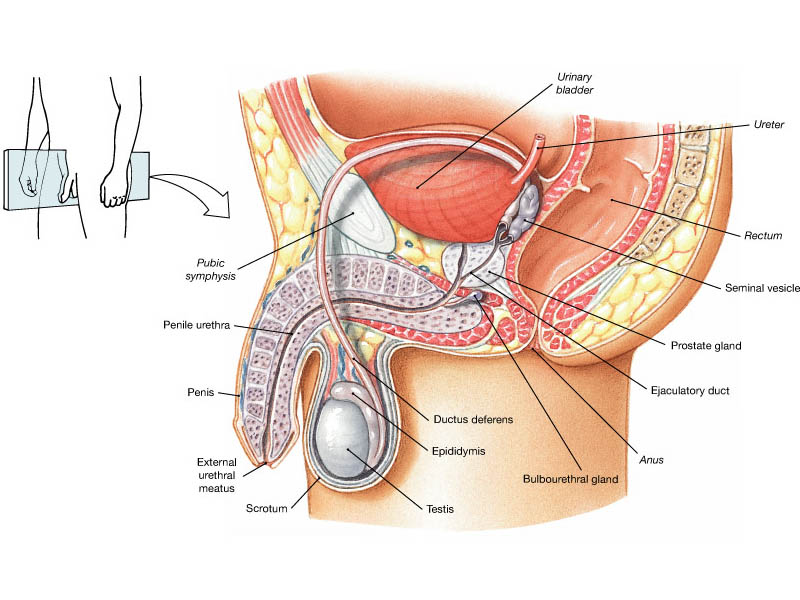 Urinary
bladder
Ureter
Rectum
Pubic
symphysis
Seminal vesicle
Penile urethra
Prostate gland
Penis
Ejaculatory duct
Ductus deferens
Epididymis
Anus
External
urethral
meatus
Bulbourethral gland
Scrotum
Testis